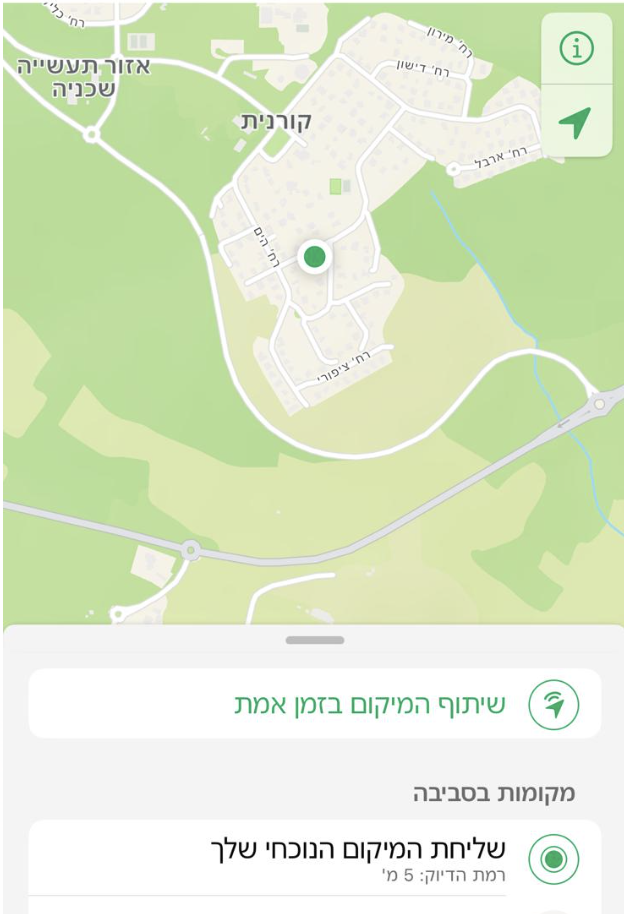 רח' מירון
רח' דישון
אזור תעשייה
שכניה
קורנית
רח' ארבל
רח' הים
רח' ציפורי
שיתוף המיקום בזמן אמת
מקומות בסביבה
שליחת המיקום הנוכחי שלך
רמת הדיוק: 5 מ'